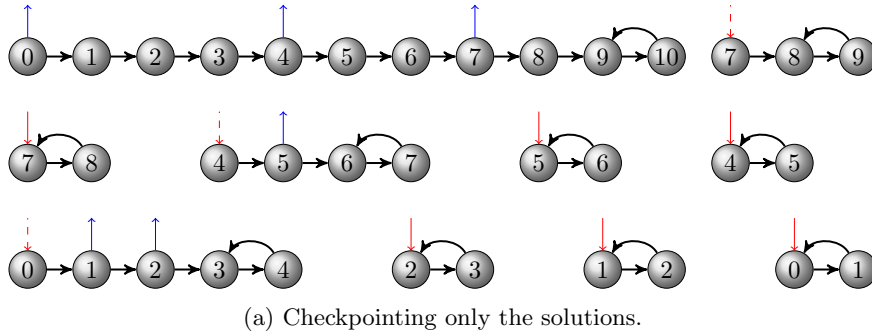 0 1 2 3 4 5 6 7 8 9 10 7 8 9
7 8 4 5 6 7 5 6 4 5
0 1 2 3 4 2 3 1 2 0 1
(a) Checkpointing only the solutions.